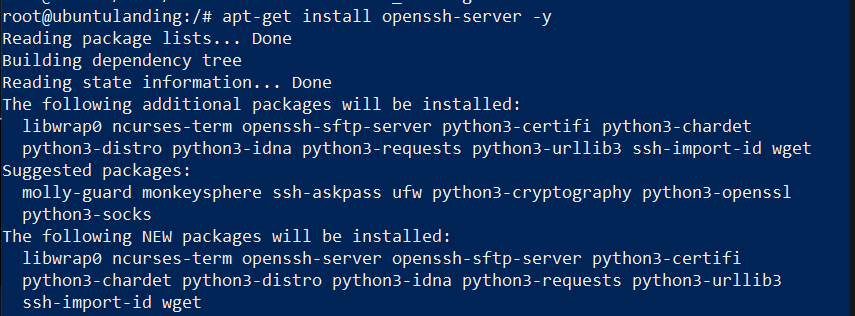 root@ubuntulanding:/# apt-get install openssh-server -y
Reading package lists... Done
Building dependency tree
Reading state information... Done
The following additional packages will be installed:
  libwrap0 ncurses-term openssh-sftp-server python3-certifi python3-chardet
  python3-distro python3-idna python3-requests python3-urllib3 ssh-import-id wget
Suggested packages:
  molly-guard monkeysphere ssh-askpass ufw python3-cryptography python3-openssl
  python3-socks
The following NEW packages will be installed:
  libwrap0 ncurses-term openssh-server openssh-sftp-server python3-certifi
  python3-chardet python3-distro python3-idna python3-requests python3-urllib3
  ssh-import-id wget